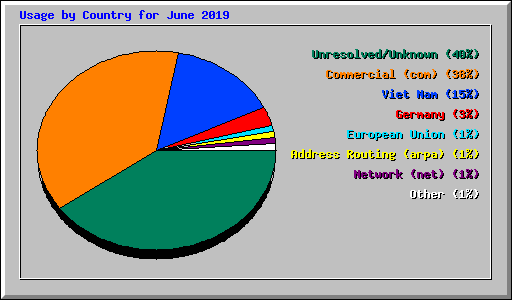 Usage by Country for June 2019
Unresolved/Unknown (40%)
Commercial (com) (38%)
Viet Nam (15%)
Germany (3%)
European Union (1%)
Address Routing (arpa) (1%)
Network (net) (1%)
Other (1%)